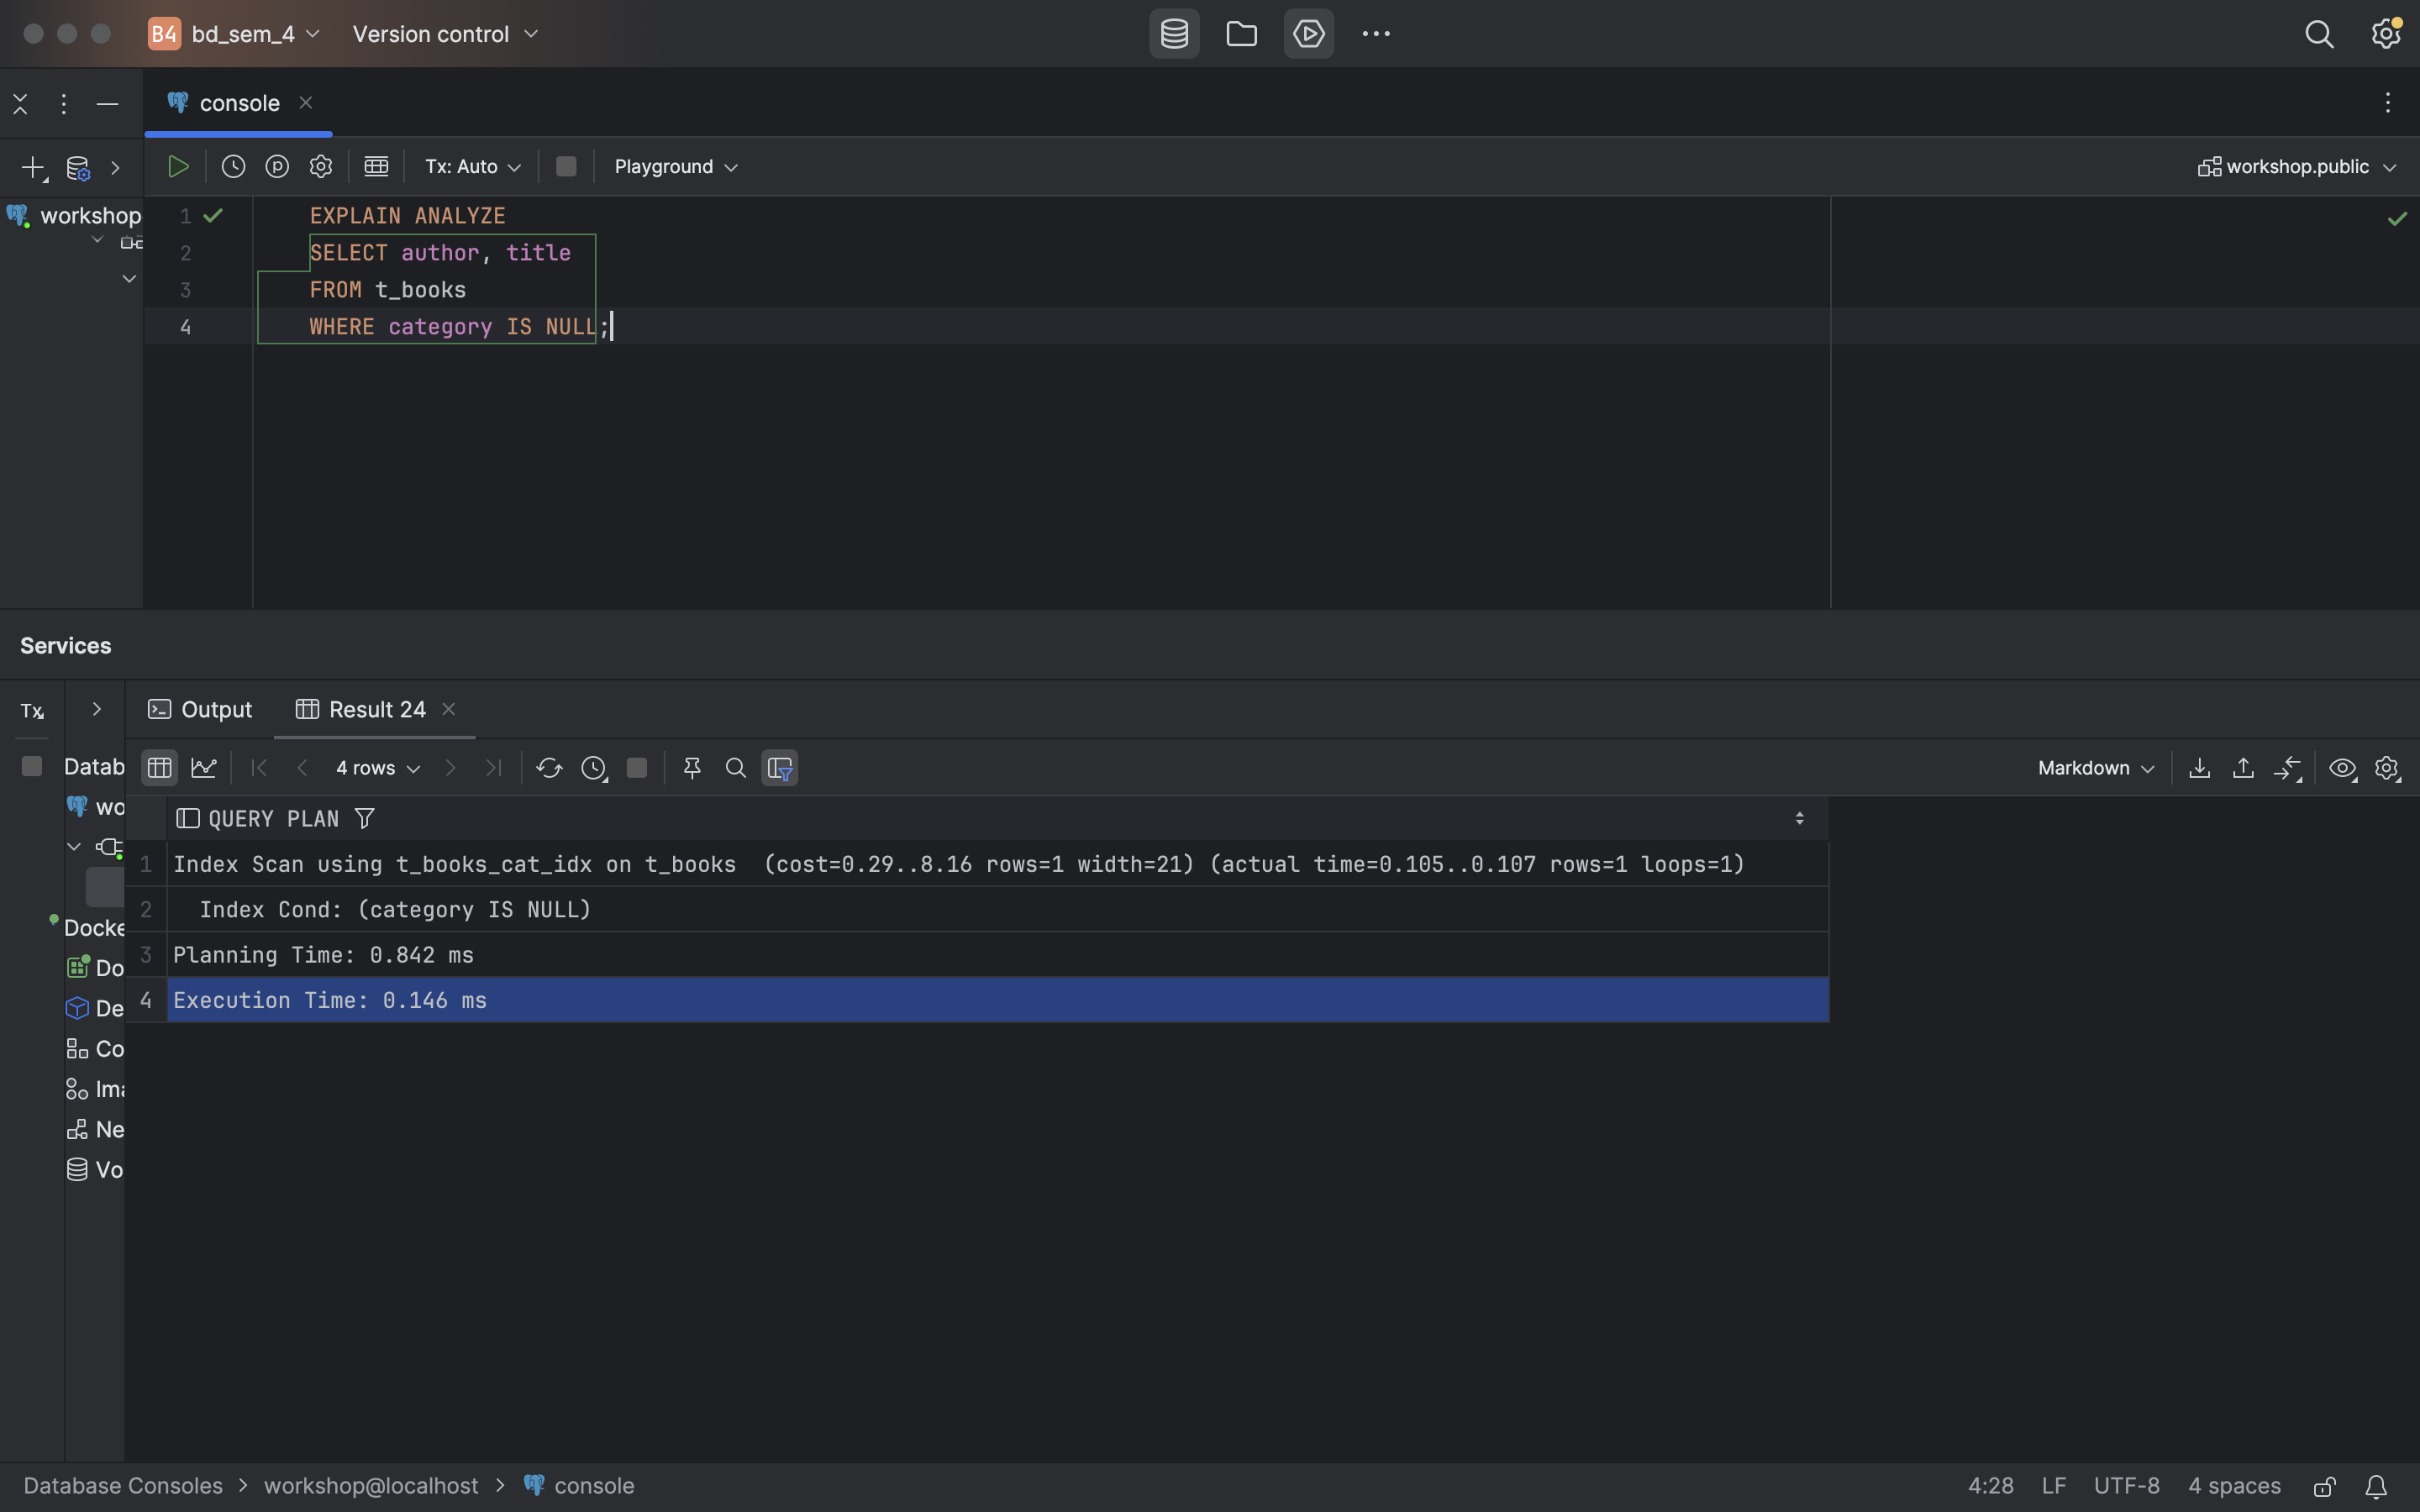 B4 bd_sem_4 Version control
console
Tx: Auto Playground workshop.public
workshop
1 EXPLAIN ANALYZE
2 SELECT author, title
3 FROM t_books
4 WHERE category IS NULL;
Services
Tx Output Result 24
Datab 4 rows Markdown
wo
QUERY PLAN
1 Index Scan using t_books_cat_idx on t_books  (cost=0.29..8.16 rows=1 width=21) (actual time=0.105..0.107 rows=1 loops=1)
2 Index Cond: (category IS NULL)
3 Planning Time: 0.842 ms
4 Execution Time: 0.146 ms
Docke
Do
De
Co
Ima
Ne
Vo
Database Consoles > workshop@localhost > console 4:28 LF UTF-8 4 spaces